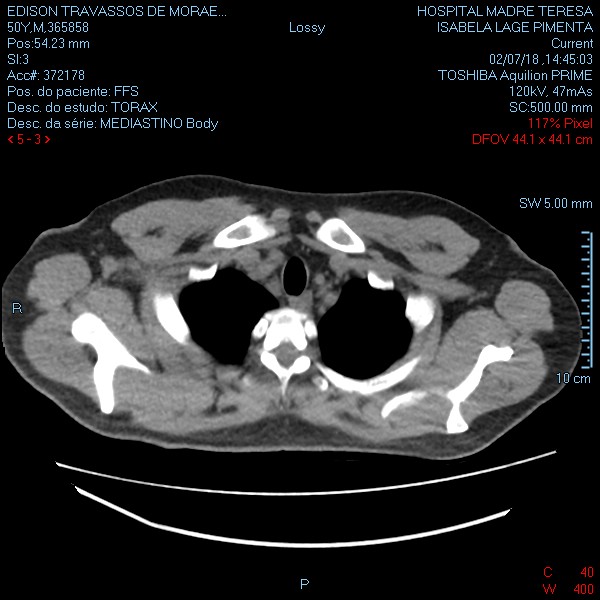 EDISON TRAVASSOS DE MORAE...
50Y,M,365858
Pos:54.23 mm
SI:3
Acc#: 372178
Pos. do paciente: FFS
Desc. do estudo: TORAX
Desc. da série: MEDIASTINO Body
< 5 - 3 >
Lossy
HOSPITAL MADRE TERESA
ISABELA LAGE PIMENTA
Current
02/07/18 ,14:45:03
TOSHIBA Aquilion PRIME
120kV, 47mAs
SC:500.00 mm
117% Pixel
DFOV 44.1 x 44.1 cm
SW 5.00 mm
R
10 cm
P
C 40
W 400